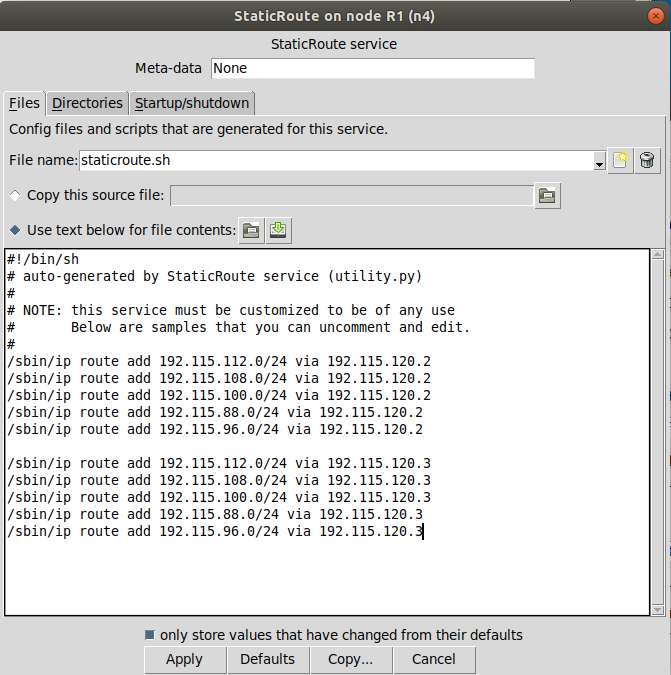 StaticRoute on node R1 (n4)
StaticRoute service
Meta-data None
Files Directories Startup/shutdown
Config files and scripts that are generated for this service.
File name: staticroute.sh
Copy this source file:
Use text below for file contents:
#!/bin/sh
# auto-generated by StaticRoute service (utility.py)
#
# NOTE: this service must be customized to be of any use
#       Below are samples that you can uncomment and edit.
#
/sbin/ip route add 192.115.112.0/24 via 192.115.120.2
/sbin/ip route add 192.115.108.0/24 via 192.115.120.2
/sbin/ip route add 192.115.100.0/24 via 192.115.120.2
/sbin/ip route add 192.115.88.0/24 via 192.115.120.2
/sbin/ip route add 192.115.96.0/24 via 192.115.120.2
/sbin/ip route add 192.115.112.0/24 via 192.115.120.3
/sbin/ip route add 192.115.108.0/24 via 192.115.120.3
/sbin/ip route add 192.115.100.0/24 via 192.115.120.3
/sbin/ip route add 192.115.88.0/24 via 192.115.120.3
/sbin/ip route add 192.115.96.0/24 via 192.115.120.3
only store values that have changed from their defaults
Apply Defaults Copy... Cancel